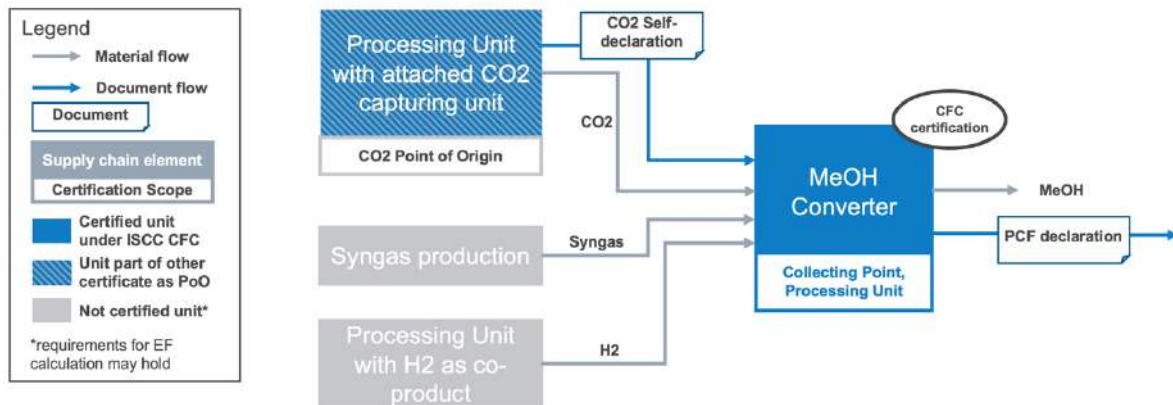 Legend
Material flow
Document flow
Document
Supply chain element
Certification Scope
Certified unit
under ISCC CFC
Unit part of other
certificate as PoO
Not certified unit*
*requirements for EF
calculation may hold
Processing Unit
with attached CO2
capturing unit
CO2 Point of Origin
CO2 Self-
declaration
CO2
Syngas production
Syngas
Processing Unit
with H2 as co-
product
H2
CFC
certification
MeOH
Converter
Collecting Point,
Processing Unit
MeOH
PCF declaration